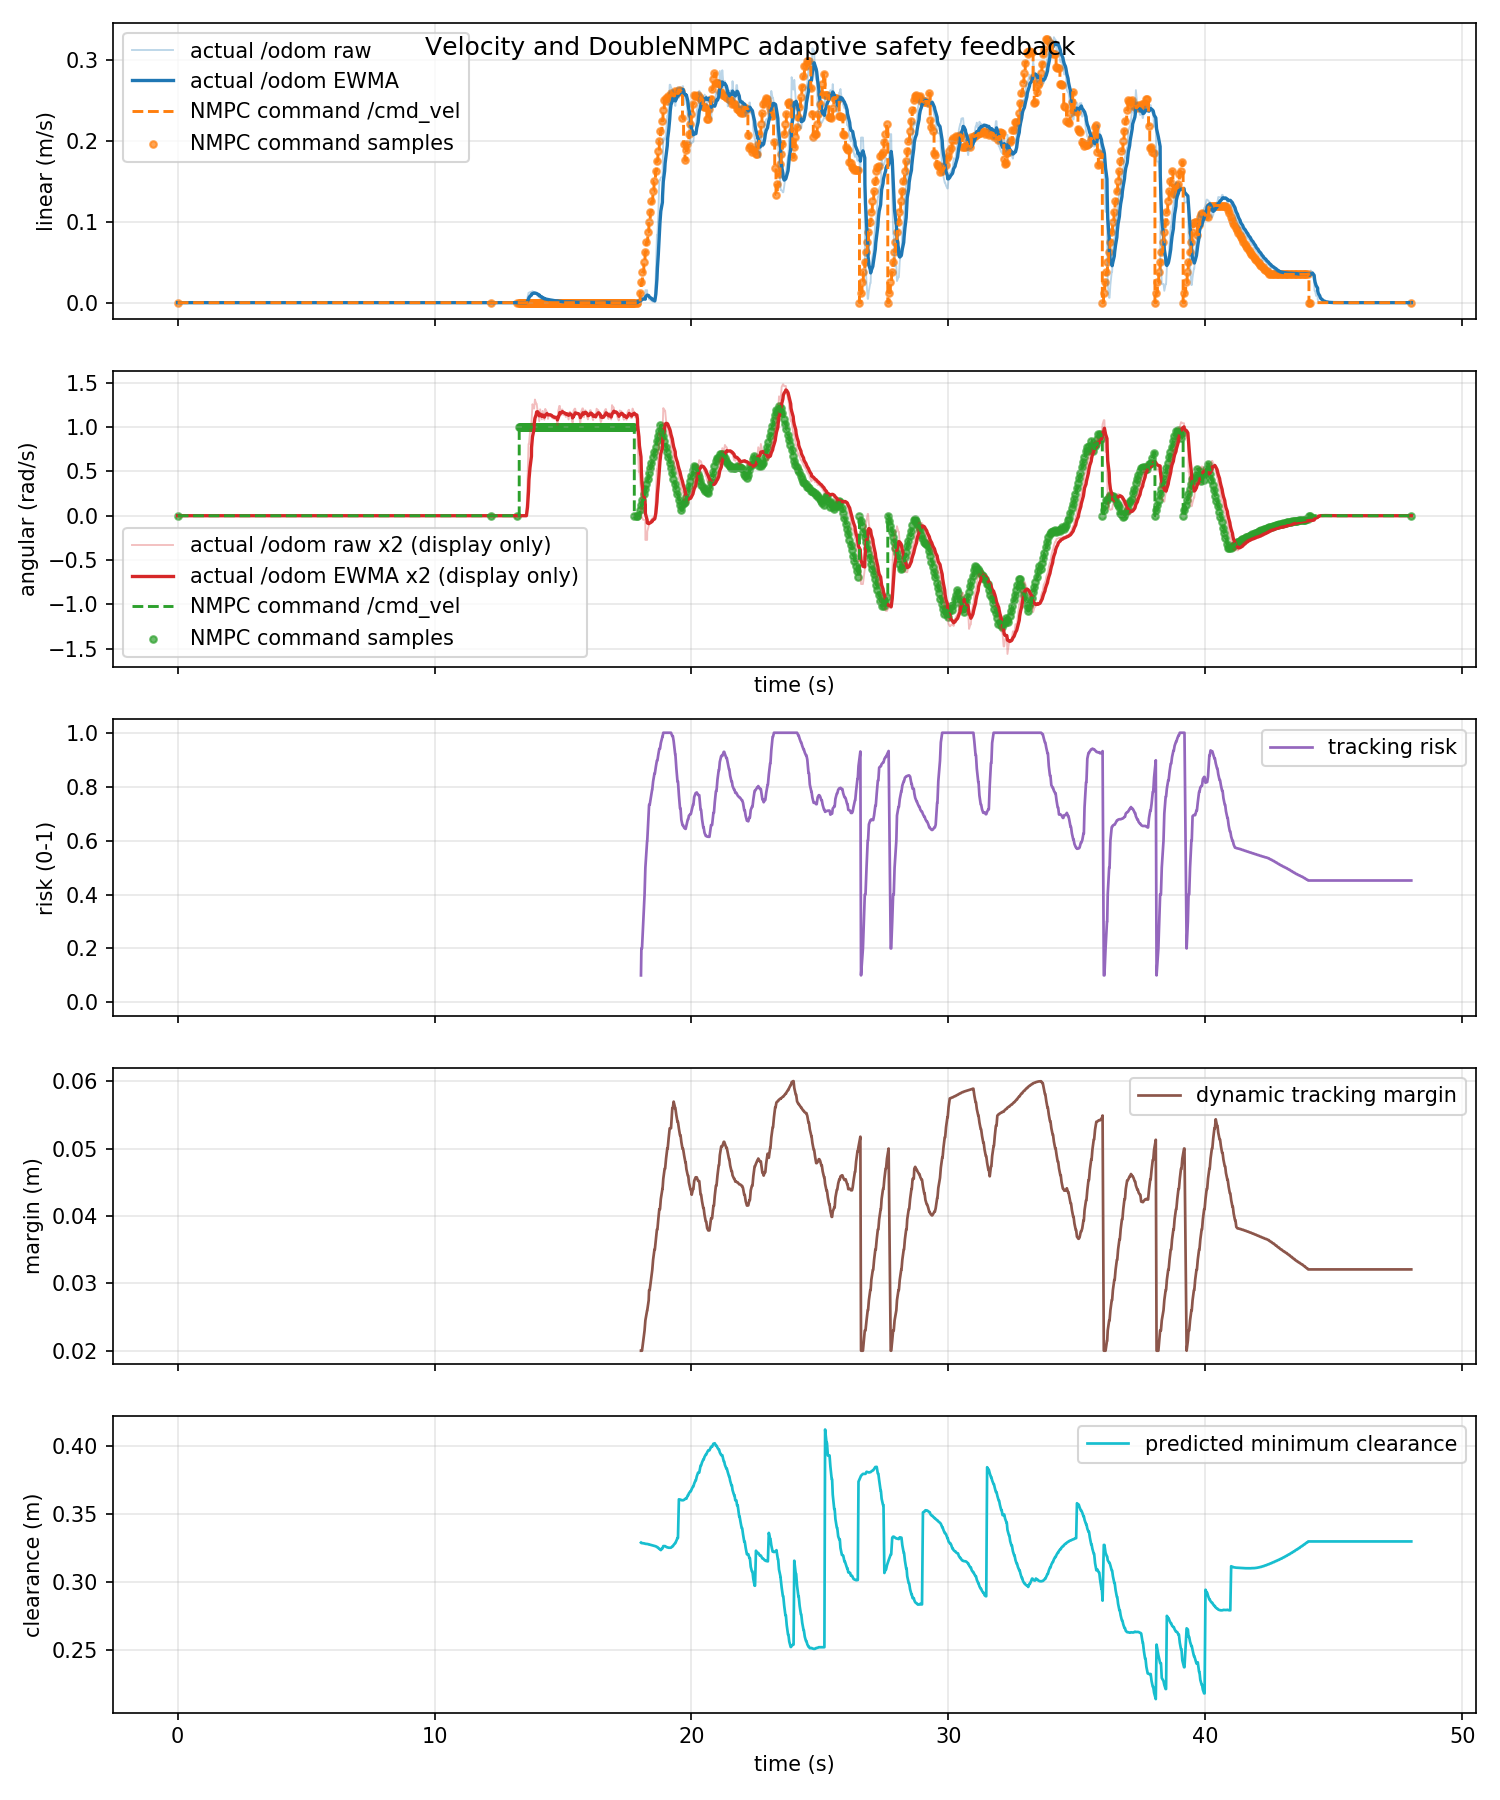 Velocity and DoubleNMPC adaptive safety feedback
actual /odom raw
actual /odom EWMA
NMPC command /cmd_vel
NMPC command samples
linear (m/s)
0.3
0.2
0.1
0.0
angular (rad/s)
1.5
1.0
0.5
0.0
−0.5
−1.0
−1.5
actual /odom raw x2 (display only)
actual /odom EWMA x2 (display only)
NMPC command /cmd_vel
NMPC command samples
time (s)
risk (0-1)
1.0
0.8
0.6
0.4
0.2
0.0
tracking risk
margin (m)
0.06
0.05
0.04
0.03
0.02
dynamic tracking margin
clearance (m)
0.40
0.35
0.30
0.25
predicted minimum clearance
0 10 20 30 40 50
time (s)